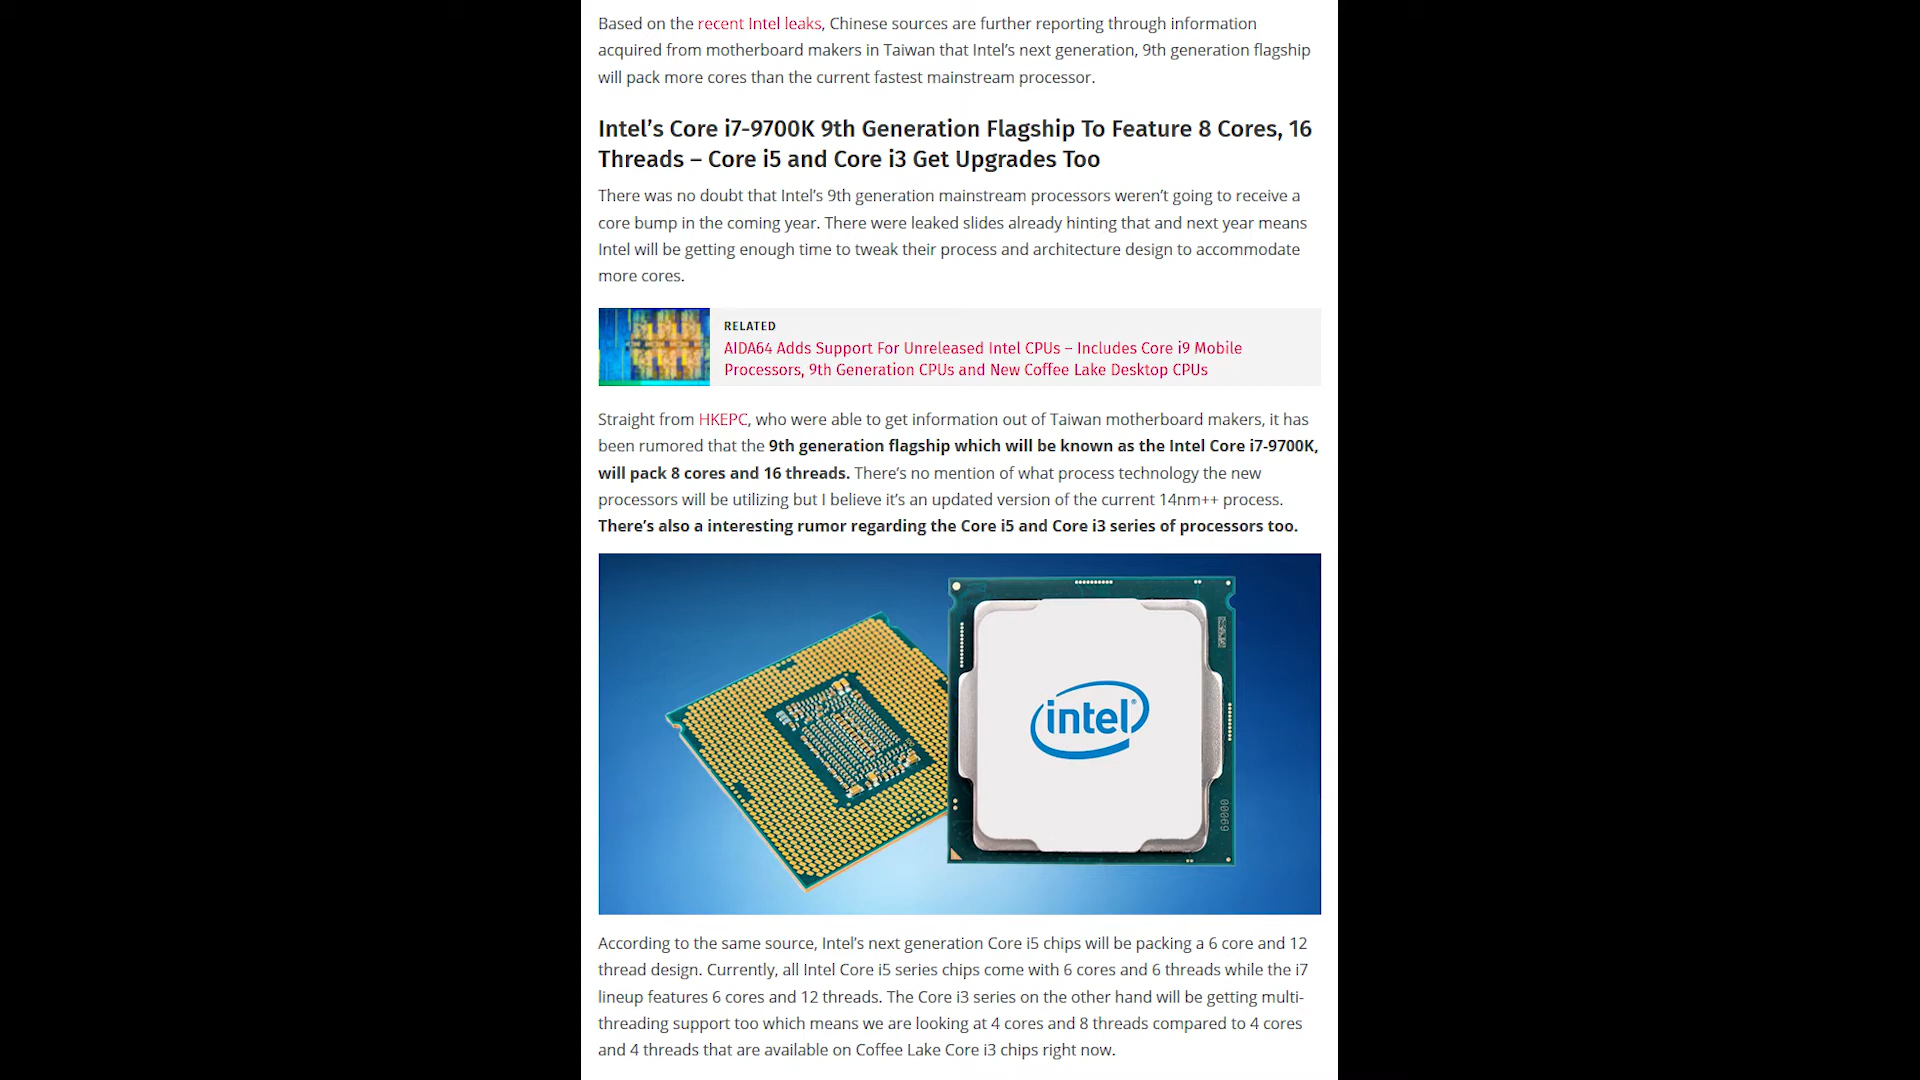 Based on the recent Intel leaks, Chinese sources are further reporting through information
acquired from motherboard makers in Taiwan that Intel's next generation, 9th generation flagship
will pack more cores than the current fastest mainstream processor.
Intel's Core i7-9700K 9th Generation Flagship To Feature 8 Cores, 16
Threads – Core i5 and Core i3 Get Upgrades Too
There was no doubt that Intel's 9th generation mainstream processors weren't going to receive a
core bump in the coming year. There were leaked slides already hinting that and next year means
Intel will be getting enough time to tweak their process and architecture design to accommodate
more cores.
RELATED
AIDA64 Adds Support For Unreleased Intel CPUs – Includes Core i9 Mobile
Processors, 9th Generation CPUs and New Coffee Lake Desktop CPUs
Straight from HKEPC, who were able to get information out of Taiwan motherboard makers, it has
been rumored that the 9th generation flagship which will be known as the Intel Core i7-9700K,
will pack 8 cores and 16 threads. There's no mention of what process technology the new
processors will be utilizing but I believe it's an updated version of the current 14nm++ process.
There's also a interesting rumor regarding the Core i5 and Core i3 series of processors too.
intel®
69000
According to the same source, Intel's next generation Core i5 chips will be packing a 6 core and 12
thread design. Currently, all Intel Core i5 series chips come with 6 cores and 6 threads while the i7
lineup features 6 cores and 12 threads. The Core i3 series on the other hand will be getting multi-
threading support too which means we are looking at 4 cores and 8 threads compared to 4 cores
and 4 threads that are available on Coffee Lake Core i3 chips right now.